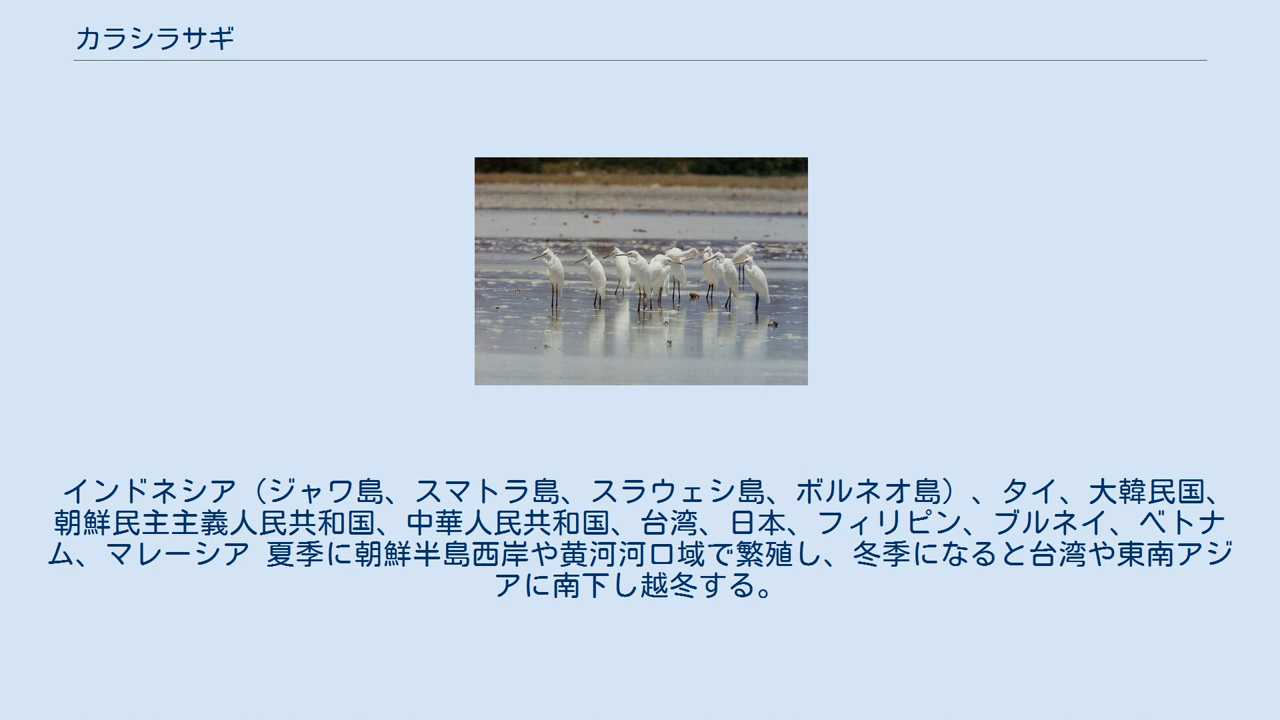 カラシラサギ
インドネシア（ジャワ島、スマトラ島、スラウェシ島、ボルネオ島）、タイ、大韓民国、
朝鮮民主主義人民共和国、中華人民共和国、台湾、日本、フィリピン、ブルネイ、ベトナ
ム、マレーシア 夏季に朝鮮半島西岸や黄河河口域で繁殖し、冬季になると台湾や東南アジ
アに南下し越冬する。